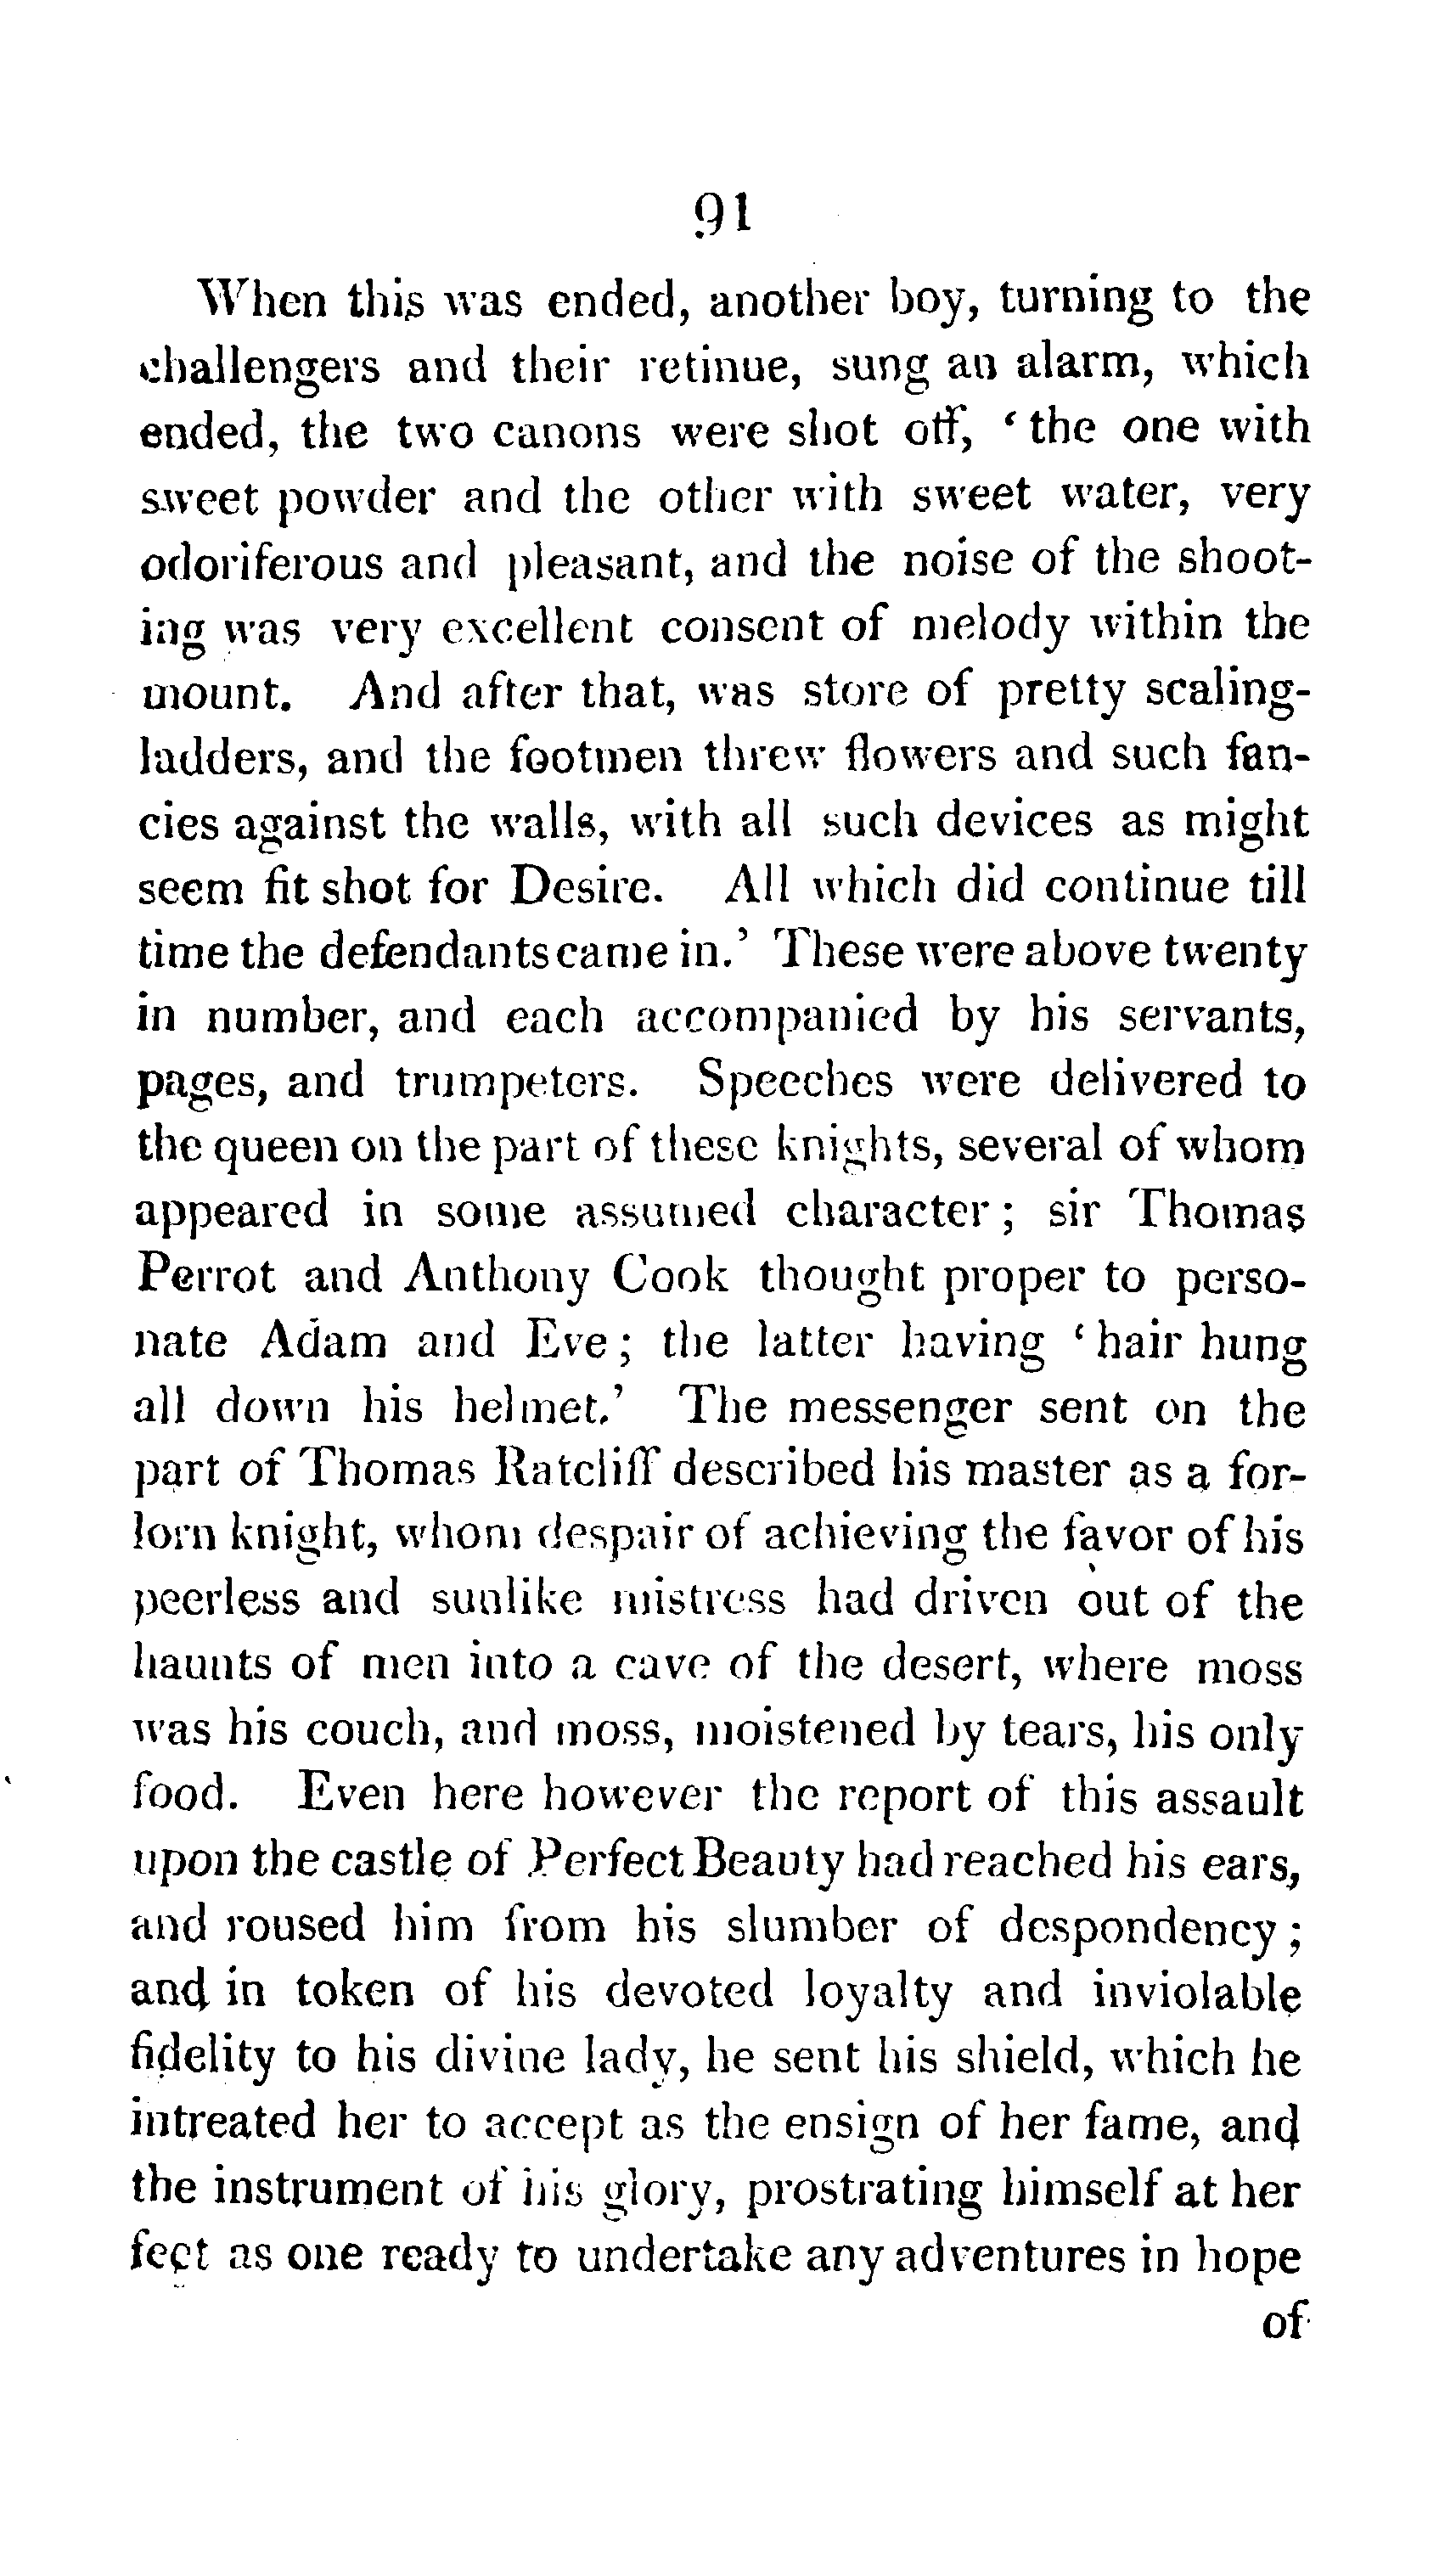 91
When this was ended, another boy, turning to the
challengers and their retinue, sung an alarm, which
ended, the two canons were shot off, ‘ the one with
sweet powder and the other with sweet water, very
odoriferous and pleasant, and the noise of the shoot-
ing was very excellent consent of melody within the
mount. And after that, was store of pretty scaling-
ladders, and the footmen threw flowers and such fan-
cies against the walls, with all such devices as might
seem fit shot for Desire. All which did continue till
time the defendants came in.’ These were above twenty
in number, and each accompanied by his servants,
pages, and trumpeters. Speeches were delivered to
the queen on the part of these knights, several of whom
appeared in some assumed character; sir Thomas
Perrot and Anthony Cook thought proper to perso-
nate Adam and Eve; the latter having ‘ hair hung
all down his helmet.’ The messenger sent on the
part of Thomas Ratcliff described his master as a for-
lorn knight, whom despair of achieving the favor of his
peerless and sunlike mistress had driven out of the
haunts of men into a cave of the desert, where moss
was his couch, and moss, moistened by tears, his only
food. Even here however the report of this assault
upon the castle of Perfect Beauty had reached his ears,
and roused him from his slumber of despondency;
and in token of his devoted loyalty and inviolable
fidelity to his divine lady, he sent his shield, which he
intreated her to accept as the ensign of her fame, and
the instrument of his glory, prostrating himself at her
feet as one ready to undertake any adventures in hope
of